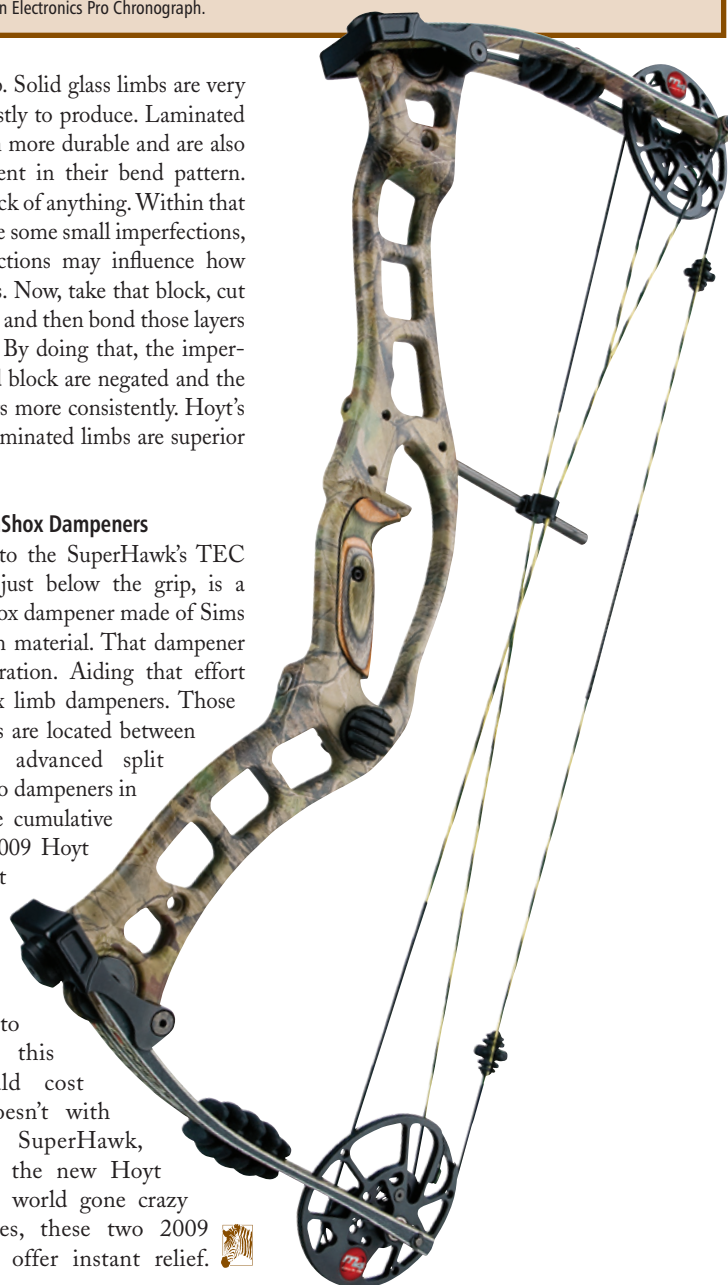 n Electronics Pro Chronograph.
. Solid glass limbs are very
stly to produce. Laminated
more durable and are also
ent in their bend pattern.
ck of anything. Within that
e some small imperfections,
ctions may influence how
s. Now, take that block, cut
and then bond those layers
By doing that, the imper-
l block are negated and the
s more consistently. Hoyt's
minated limbs are superior
Shox Dampeners
to the SuperHawk's TEC
just below the grip, is a
ox dampener made of Sims
n material. That dampener
ration. Aiding that effort
x limb dampeners. Those
s are located between
advanced split
o dampeners in
e cumulative
009 Hoyt
t
to
this
ld cost
oesn't with
SuperHawk,
the new Hoyt
world gone crazy
es, these two 2009
offer instant relief.